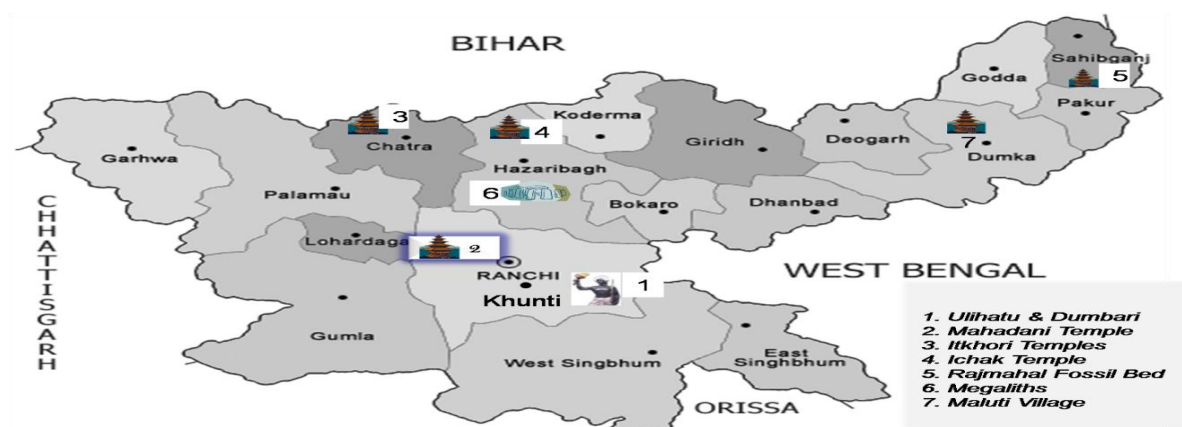 BIHAR
Sahibganj
5
Godda
Pakur
3
Koderma
4
Chatra
Giridh
Deogarh
7
Dumka
Garhwa
Hazaribagh
Palamau
6
Bokaro
Dhanbad
CHHATTISGARH
Lohardaga
2
RANCHI
WEST BENGAL
Khunti
1
Gumla
West Singbhum
East
Singhbhum
ORISSA
1. Ulihatu & Dumbari
2. Mahadani Temple
3. Itkhori Temples
4. Ichak Temple
5. Rajmahal Fossil Bed
6. Megaliths
7. Maluti Village